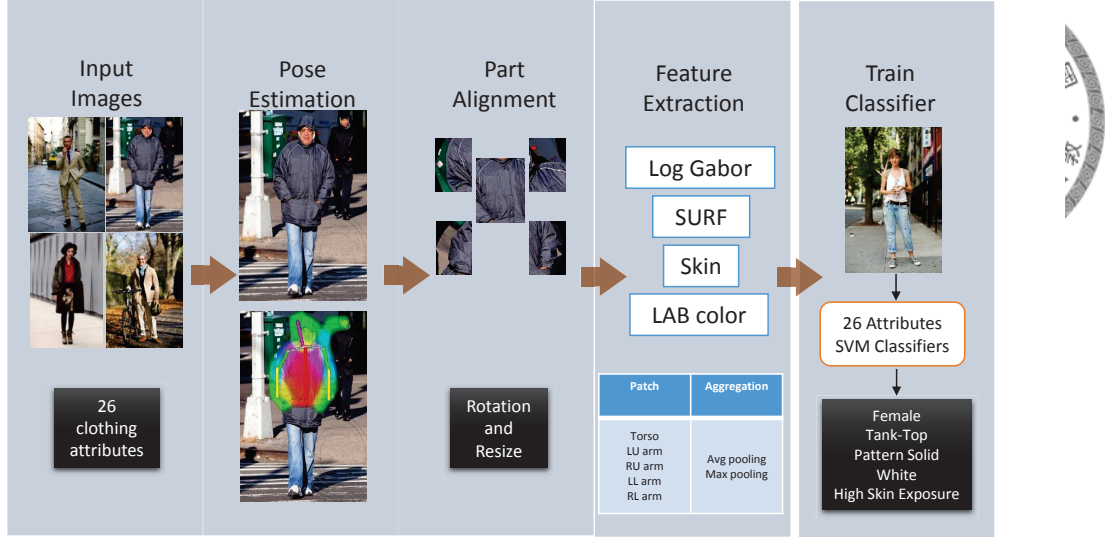 Input
Images
26
clothing
attributes
Pose
Estimation
Part
Alignment
Rotation
and
Resize
Feature
Extraction
Log Gabor
SURF
Skin
LAB color
Patch
Aggregation
Torso
LU arm
RU arm
LL arm
RL arm
Avg pooling
Max pooling
Train
Classifier
26 Attributes
SVM Classifiers
Female
Tank-Top
Pattern Solid
White
High Skin Exposure